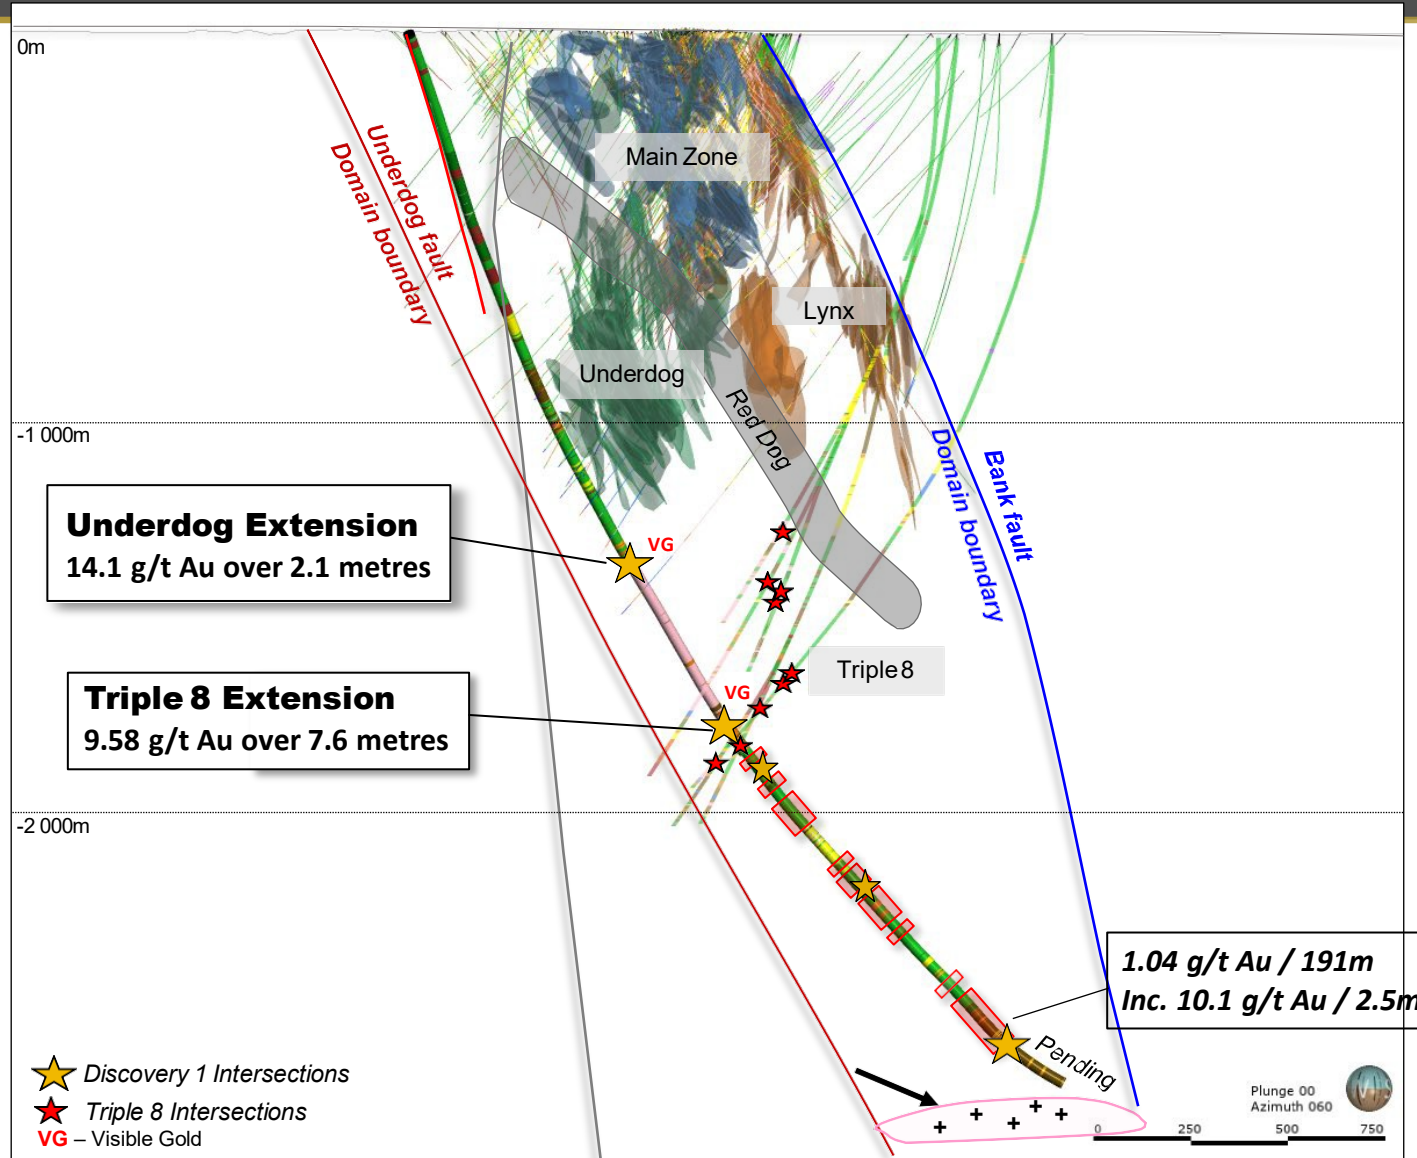 0m
Underdog fault
Domain boundary
Main Zone
Lynx
Underdog
Red Dog
-1 000m
Bank fault
Domain boundary
Underdog Extension
14.1 g/t Au over 2.1 metres
VG
Triple 8
Triple 8 Extension
9.58 g/t Au over 7.6 metres
VG
-2 000m
1.04 g/t Au / 191m
Inc. 10.1 g/t Au / 2.5m
Pending
Discovery 1 Intersections
Triple 8 Intersections
VG – Visible Gold
Plunge 00
Azimuth 060
0 250 500 750